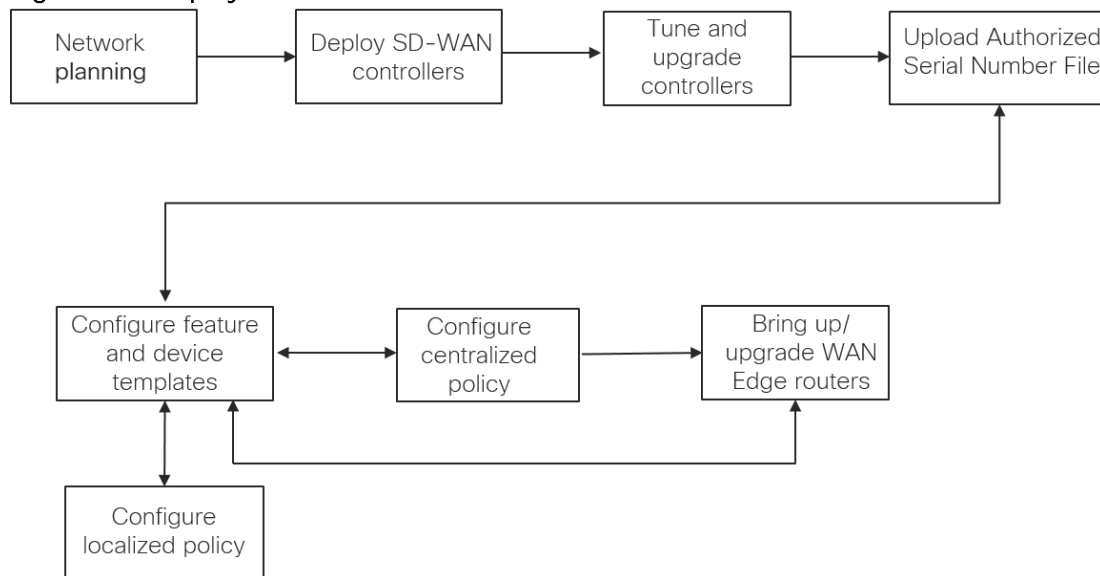 Network
planning
Deploy SD-WAN
controllers
Tune and
upgrade
controllers
Upload Authorized
Serial Number File
Configure feature
and device
templates
Configure
centralized
policy
Bring up/
upgrade WAN
Edge routers
Configure
localized policy